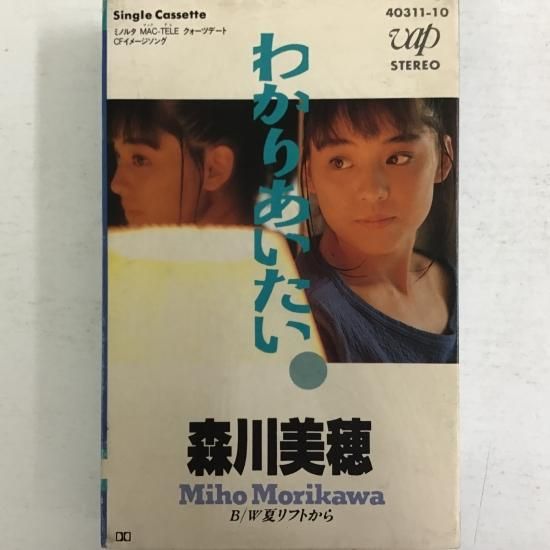 Single Cassette
ミノルタ MAC-TELE クォーツデート
CFイメージソング
40311-10
vap
STEREO
わかりあいたい。
森川美穂
Miho Morikawa
B/W夏リフトから